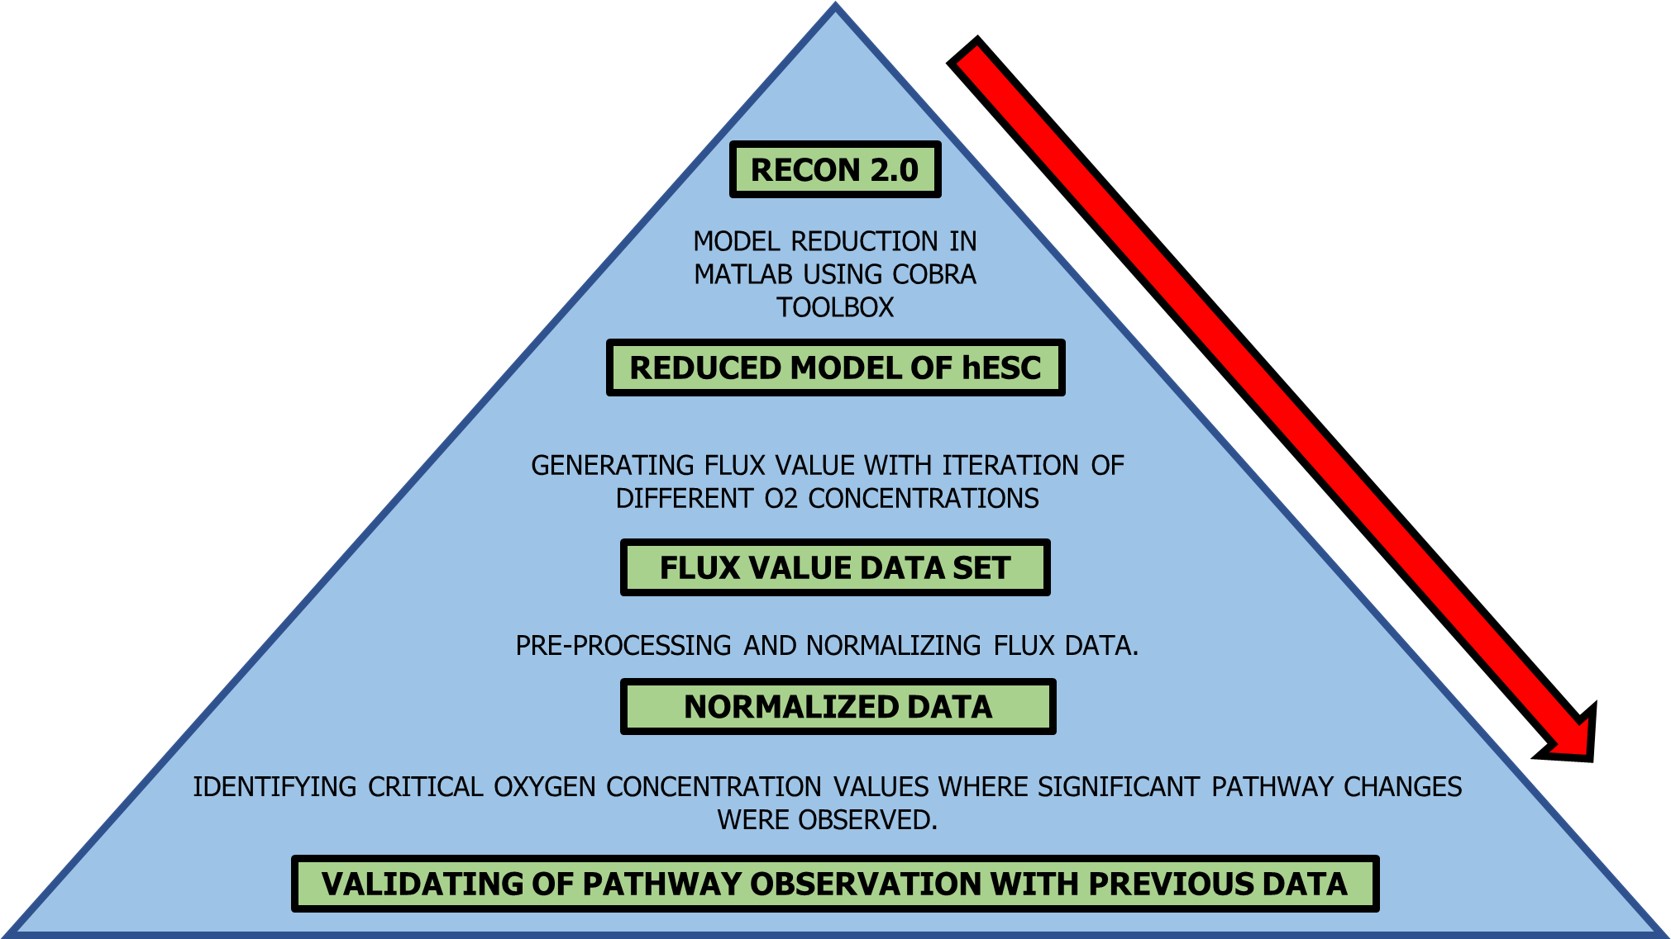 RECON 2.0
MODEL REDUCTION IN
MATLAB USING COBRA
TOOLBOX
REDUCED MODEL OF hESC
GENERATING FLUX VALUE WITH ITERATION OF
DIFFERENT O2 CONCENTRATIONS
FLUX VALUE DATA SET
PRE-PROCESSING AND NORMALIZING FLUX DATA.
NORMALIZED DATA
IDENTIFYING CRITICAL OXYGEN CONCENTRATION VALUES WHERE SIGNIFICANT PATHWAY CHANGES
WERE OBSERVED.
VALIDATING OF PATHWAY OBSERVATION WITH PREVIOUS DATA